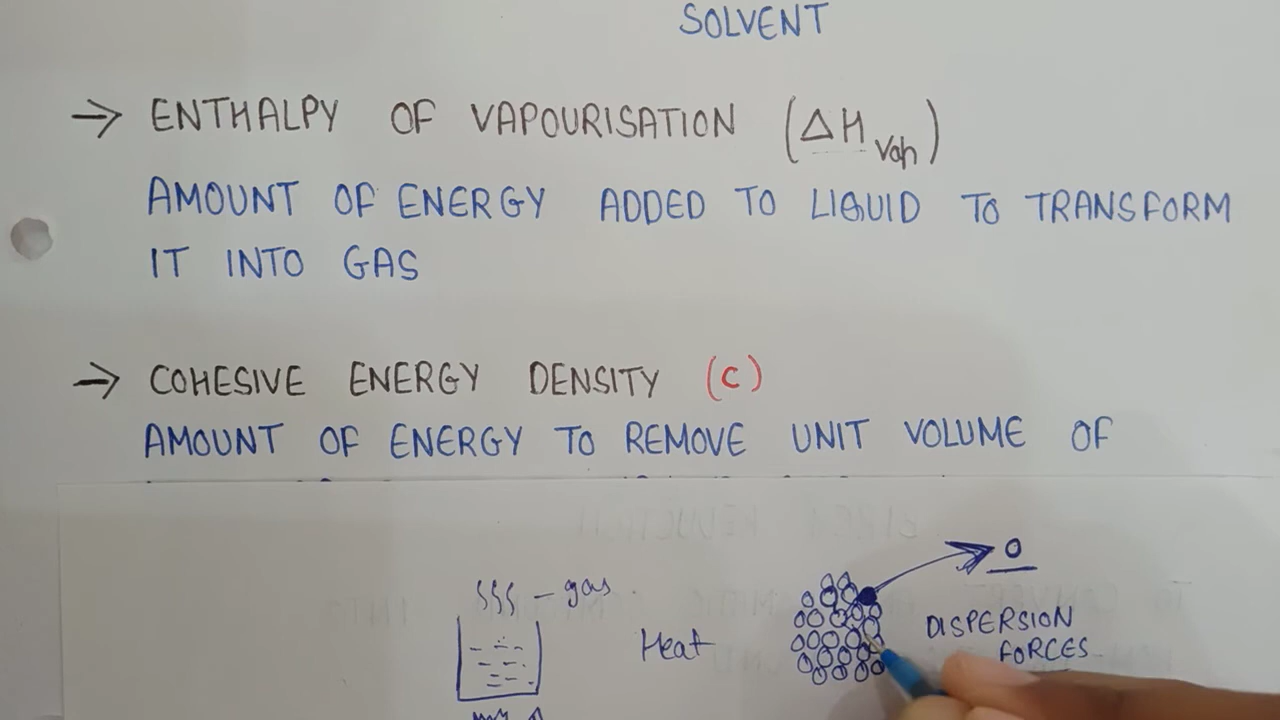 SOLVENT
→ ENTHALPY OF VAPOURISATION (ΔH vap)
AMOUNT OF ENERGY ADDED TO LIQUID TO TRANSFORM
IT INTO GAS
→ COHESIVE ENERGY DENSITY (C)
AMOUNT OF ENERGY TO REMOVE UNIT VOLUME OF
gas
Heat
DISPERSION
FORCES